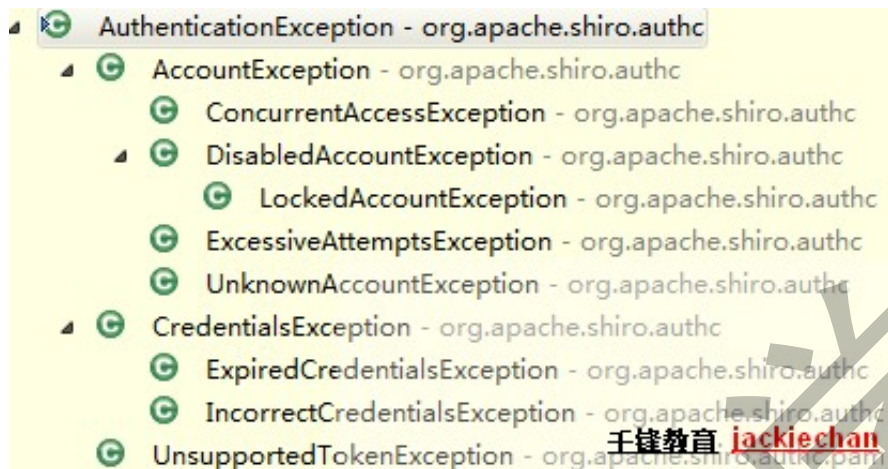 AuthenticationException - org.apache.shiro.authc
AccountException - org.apache.shiro.authc
ConcurrentAccessException - org.apache.shiro.authc
DisabledAccountException - org.apache.shiro.authc
LockedAccountException - org.apache.shiro.authc
ExcessiveAttemptsException - org.apache.shiro.authc
UnknownAccountException - org.apache.shiro.authc
CredentialsException - org.apache.shiro.authc
ExpiredCredentialsException - org.apache.shiro.authc
IncorrectCredentialsException - org.apache.shiro.authc
UnsupportedTokenException - org.apache.shiro.authc.pam
千锋教育 jackiechan